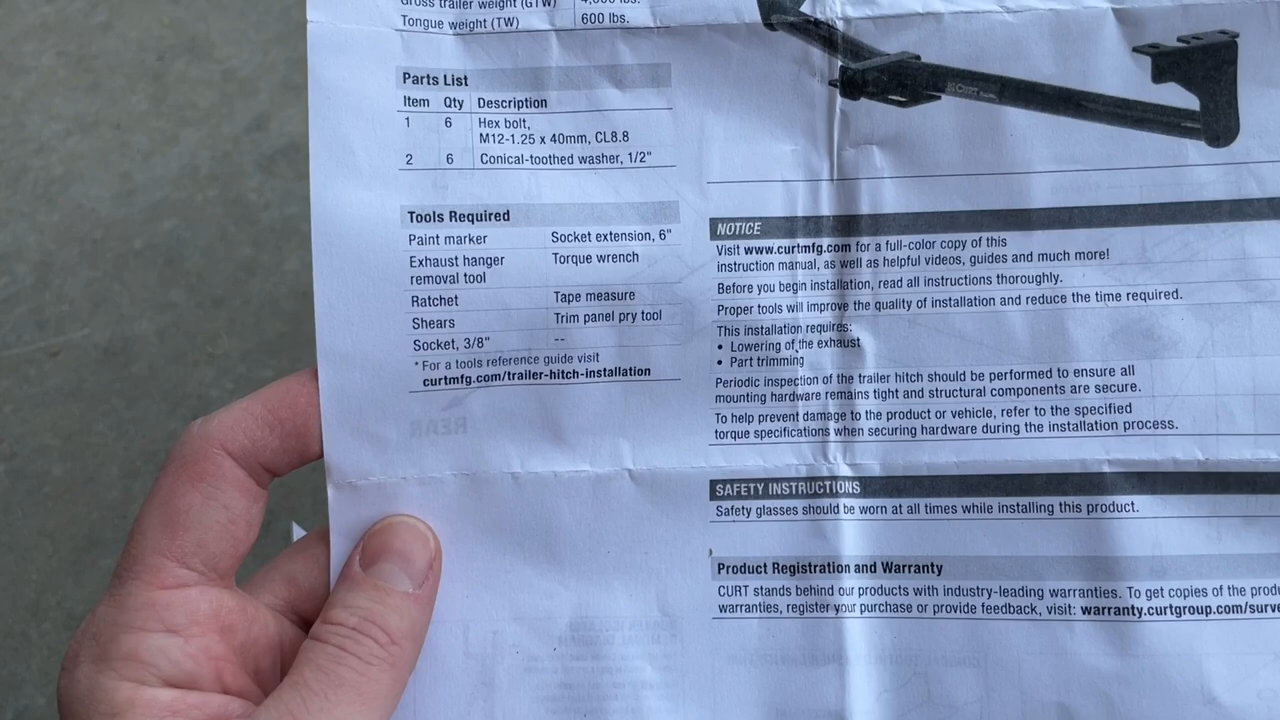 Gross trailer weight (GTW)
Tongue weight (TW) 600 lbs.
CURT
Parts List
Item Qty Description
1 6 Hex bolt,
M12-1.25 x 40mm, CL8.8
2 6 Conical-toothed washer, 1/2"
Tools Required
Paint marker Socket extension, 6"
Exhaust hanger Torque wrench
removal tool
Ratchet Tape measure
Shears Trim panel pry tool
Socket, 3/8" --
* For a tools reference guide visit
curtmfg.com/trailer-hitch-installation
REAR
NOTICE
Visit www.curtmfg.com for a full-color copy of this
instruction manual, as well as helpful videos, guides and much more!
Before you begin installation, read all instructions thoroughly.
Proper tools will improve the quality of installation and reduce the time required.
This installation requires:
• Lowering of the exhaust
• Part trimming
Periodic inspection of the trailer hitch should be performed to ensure all
mounting hardware remains tight and structural components are secure.
To help prevent damage to the product or vehicle, refer to the specified
torque specifications when securing hardware during the installation process.
SAFETY INSTRUCTIONS
Safety glasses should be worn at all times while installing this product.
Product Registration and Warranty
CURT stands behind our products with industry-leading warranties. To get copies of the
warranties, register your purchase or provide feedback, visit: warranty.curtgroup.com/surve